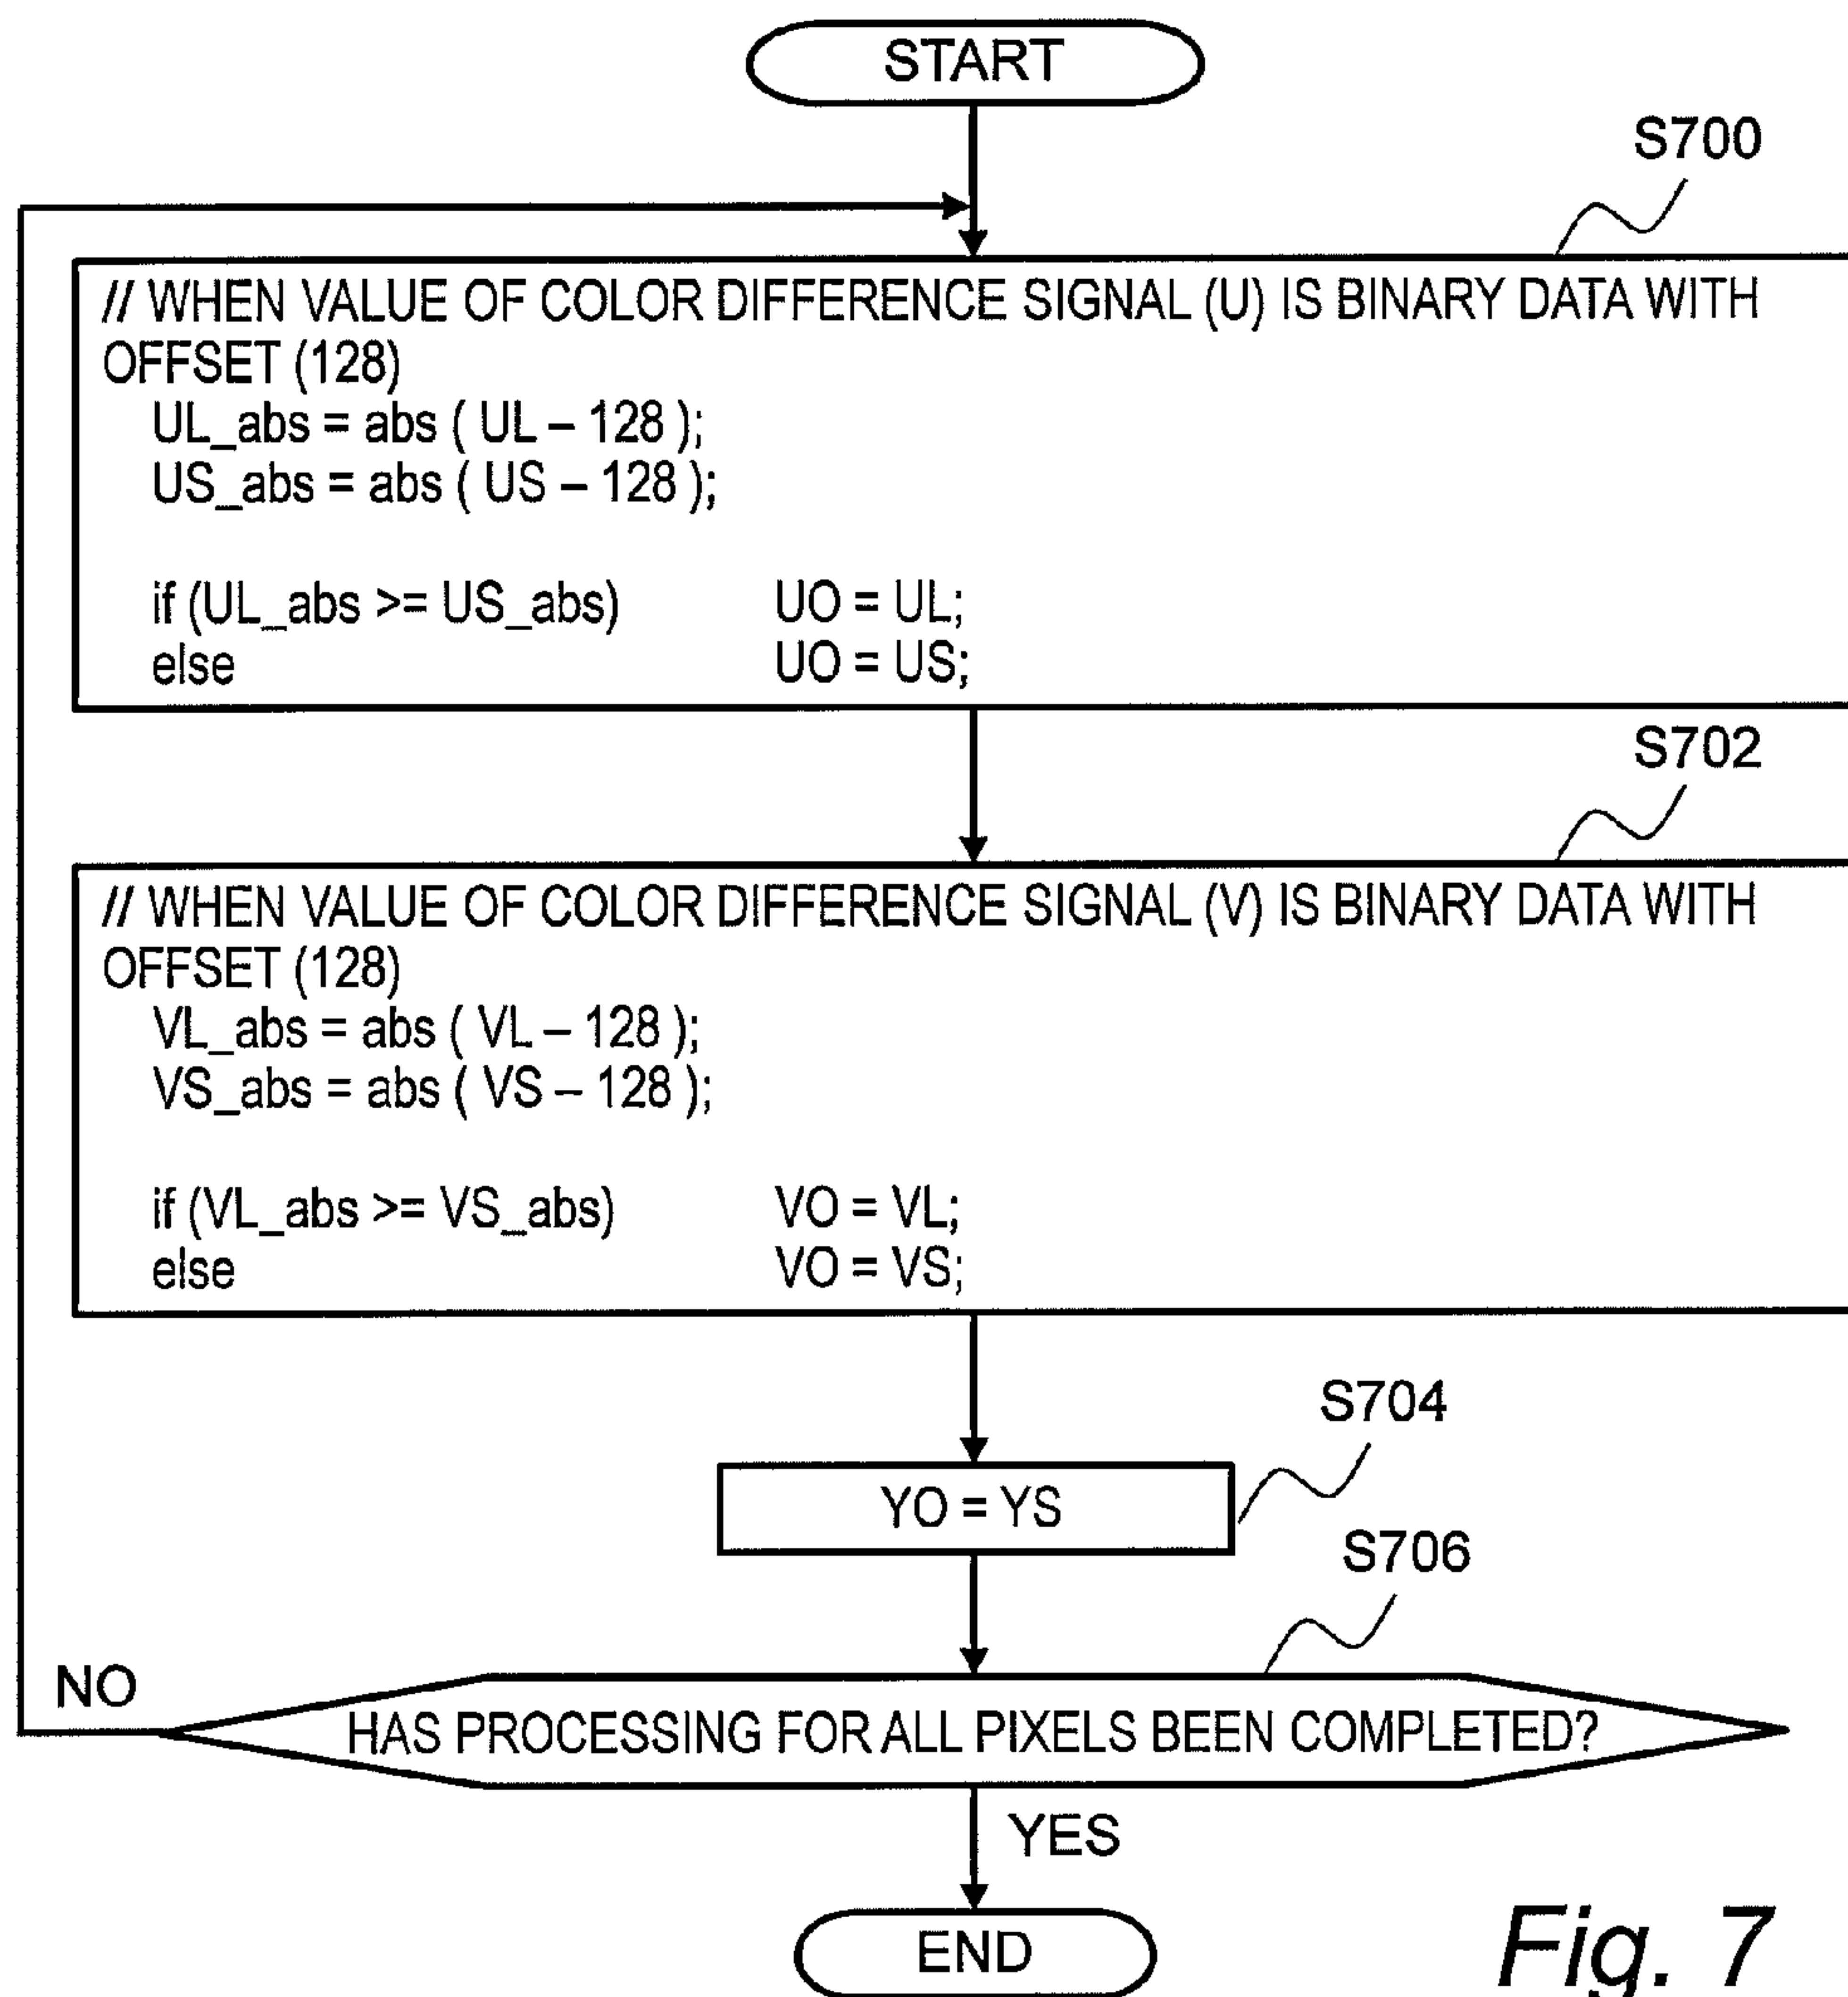 START
S700
// WHEN VALUE OF COLOR DIFFERENCE SIGNAL (U) IS BINARY DATA WITH
OFFSET (128)
UL_abs = abs ( UL – 128 );
US_abs = abs ( US – 128 );
if (UL_abs >= US_abs) UO = UL;
else UO = US;
S702
// WHEN VALUE OF COLOR DIFFERENCE SIGNAL (V) IS BINARY DATA WITH
OFFSET (128)
VL_abs = abs ( VL – 128 );
VS_abs = abs ( VS – 128 );
if (VL_abs >= VS_abs) VO = VL;
else VO = VS;
S704
YO = YS
S706
NO
HAS PROCESSING FOR ALL PIXELS BEEN COMPLETED?
YES
END
Fig. 7